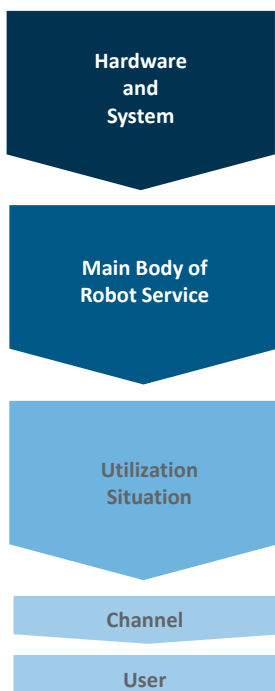 Hardware
and
System
Main Body of
Robot Service
Utilization
Situation
Channel
User